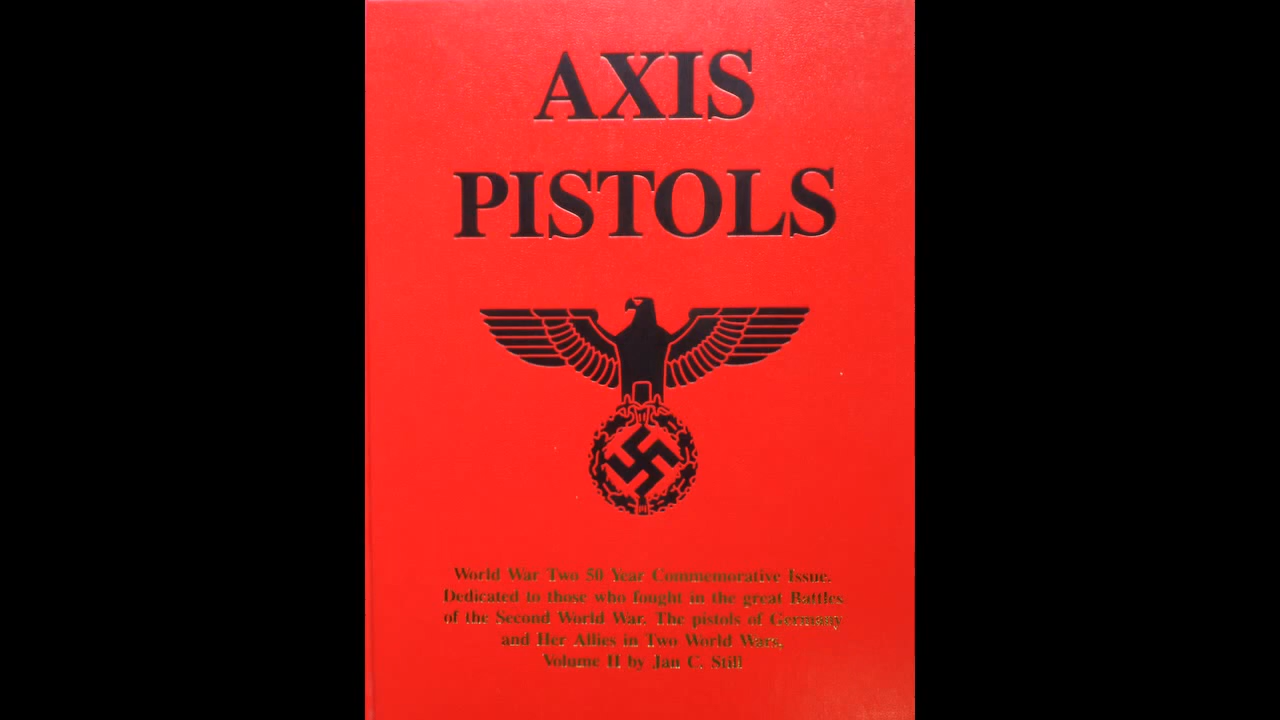 AXIS
PISTOLS
World War Two 50 Year Commemorative Issue.
Dedicated to those who fought in the great Battles
of the Second World War. The pistols of Germany
and Her Allies in Two World Wars,
Volume II by Jan C. Still